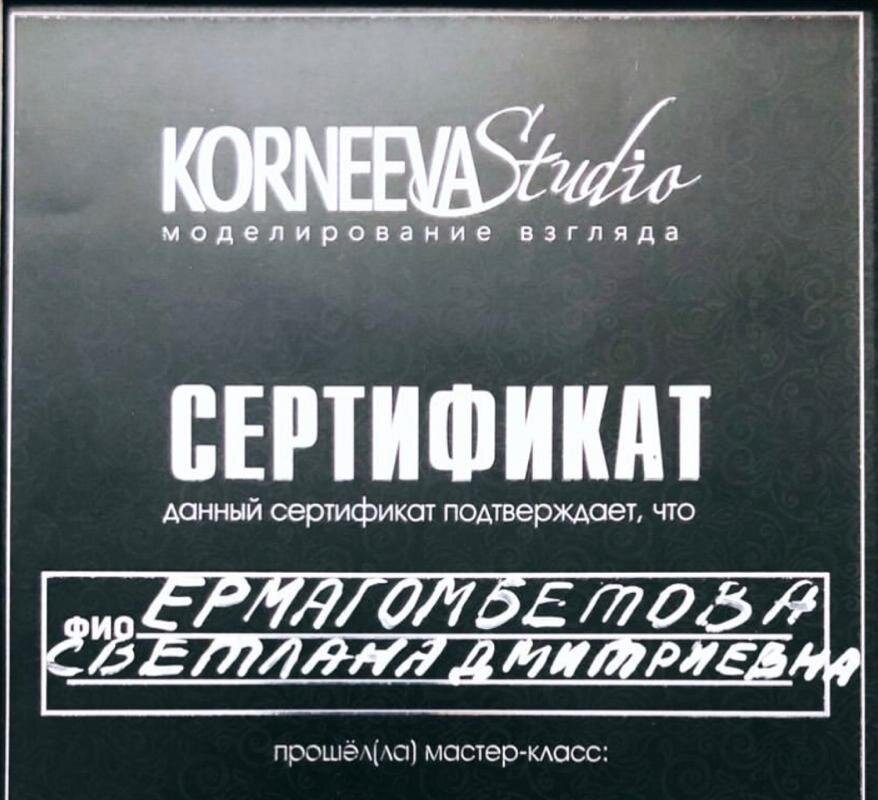 KORNEEVA Studio
моделирование взгляда
СЕРТИФИКАТ
данный сертификат подтверждает, что
ФИО ЕРМАГОМБЕТОВА
СВЕТЛАНА ДМИТРИЕВНА
прошёл(ла) мастер-класс: